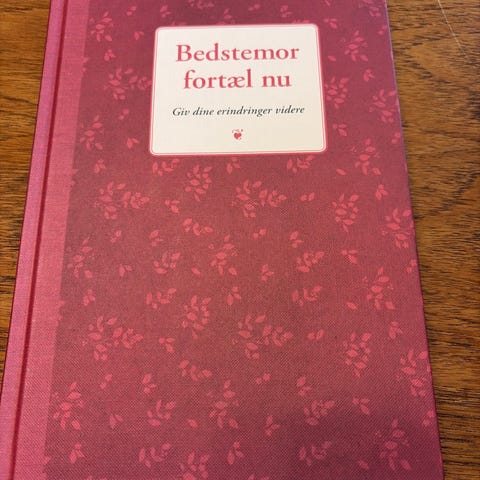 Bedstemor
fortæl nu
Giv dine erindringer videre